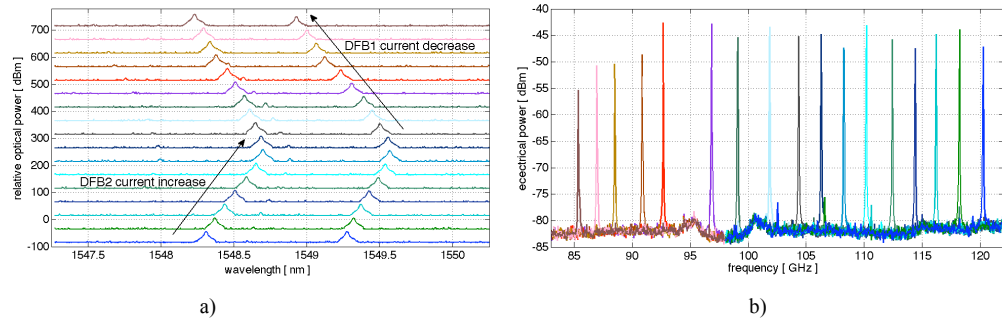 700
600
500
400
300
200
100
0
-100
relative optical power [ dBm]
DFB1 current decrease
DFB2 current increase
1547.5 1548 1548.5 1549 1549.5 1550
wavelength [ nm]
a)
-40
-45
-50
-55
-60
-65
-70
-75
-80
-85
ecectrical power [ dBm]
85 90 95 100 105 110 115 120
frequency [ GHz]
b)